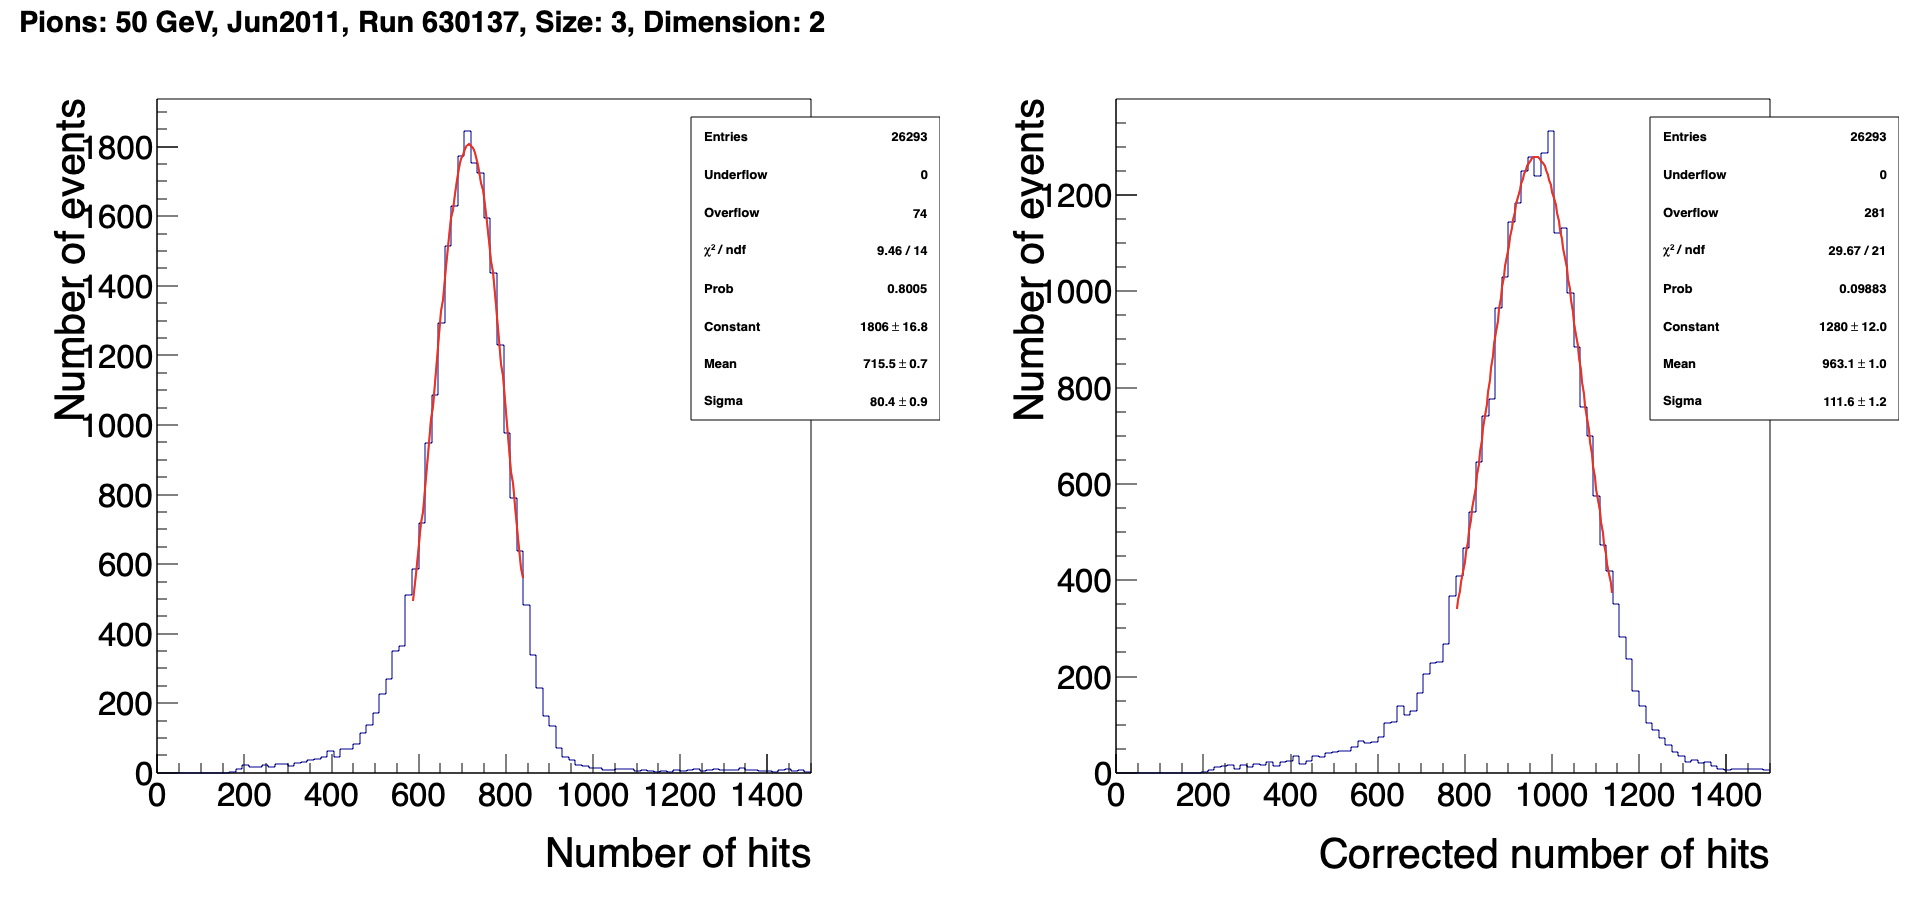 Pions: 50 GeV, Jun2011, Run 630137, Size: 3, Dimension: 2
Number of events
1800
1600
1400
1200
1000
800
600
400
200
0
0 200 400 600 800 1000 1200 1400
Number of hits
Entries 26293
Underflow 0
Overflow 74
χ² / ndf 9.46 / 14
Prob 0.8005
Constant 1806 ± 16.8
Mean 715.5 ± 0.7
Sigma 80.4 ± 0.9
Number of events
1200
1000
800
600
400
200
0
0 200 400 600 800 1000 1200 1400
Corrected number of hits
Entries 26293
Underflow 0
Overflow 281
χ² / ndf 29.67 / 21
Prob 0.09883
Constant 1280 ± 12.0
Mean 963.1 ± 1.0
Sigma 111.6 ± 1.2